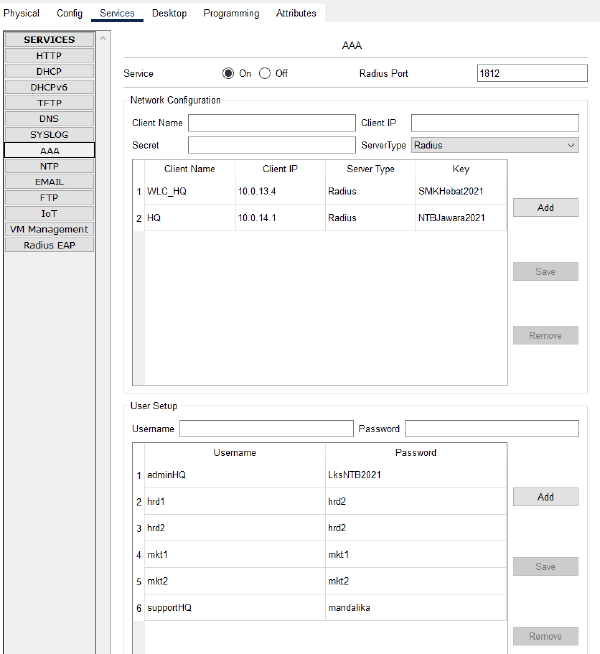 Physical Config Services Desktop Programming Attributes
SERVICES
HTTP
DHCP
DHCPv6
TFTP
DNS
SYSLOG
AAA
NTP
EMAIL
FTP
IoT
VM Management
Radius EAP
AAA
Service On Off Radius Port 1812
Network Configuration
Client Name Client IP
Secret ServerType Radius
Client Name Client IP Server Type Key
1 WLC_HQ 10.0.13.4 Radius SMKHebat2021
2 HQ 10.0.14.1 Radius NTBJawara2021
Add
Save
Remove
User Setup
Username Password
Username Password
1 adminHQ LksNTB2021
2 hrd1 hrd2
3 hrd2 hrd2
4 mkt1 mkt1
5 mkt2 mkt2
6 supportHQ mandalika
Add
Save
Remove